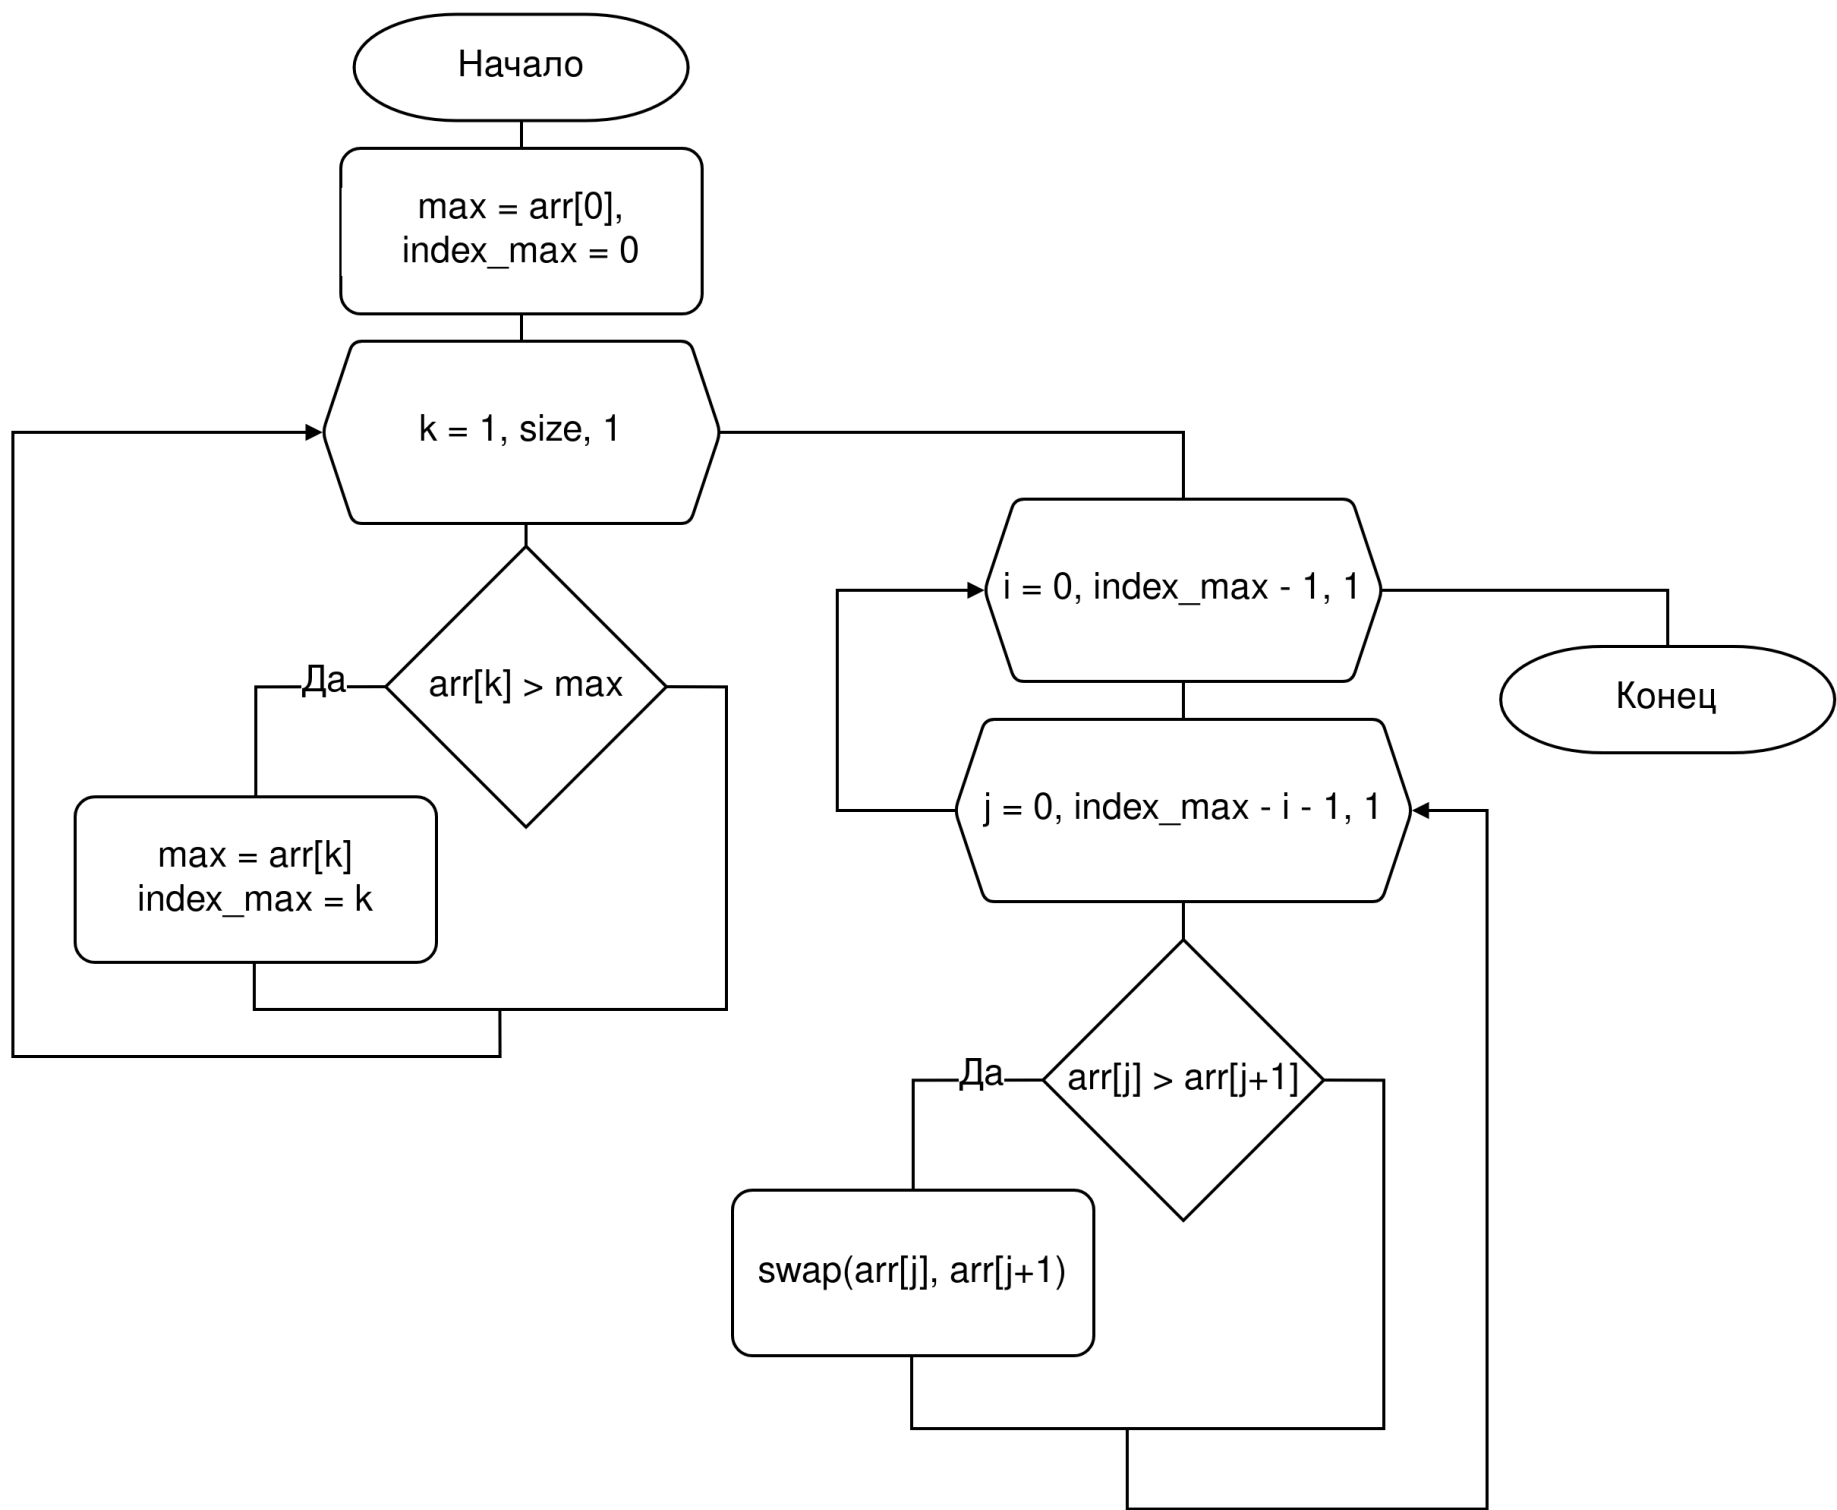 Начало
max = arr[0],
index_max = 0
k = 1, size, 1
arr[k] > max
Да
max = arr[k]
index_max = k
i = 0, index_max - 1, 1
Конец
j = 0, index_max - i - 1, 1
arr[j] > arr[j+1]
Да
swap(arr[j], arr[j+1)